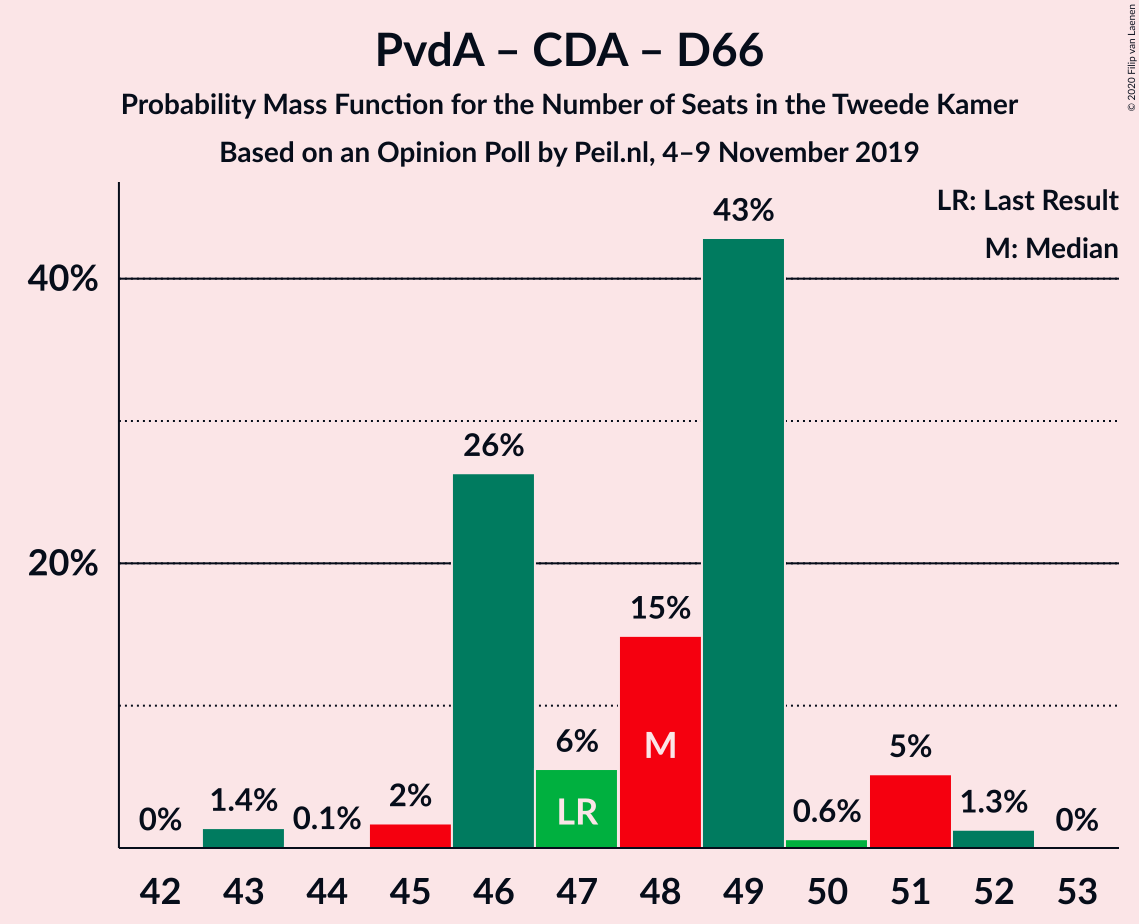 PvdA – CDA – D66
Probability Mass Function for the Number of Seats in the Tweede Kamer
Based on an Opinion Poll by Peil.nl, 4–9 November 2019
© 2020 Filip van Laenen
LR: Last Result
M: Median
43%
40%
26%
20%
15%
6%
M
5%
2%
1.4%
1.3%
0.6%
0.1%
0%
0%
LR
42 43 44 45 46 47 48 49 50 51 52 53